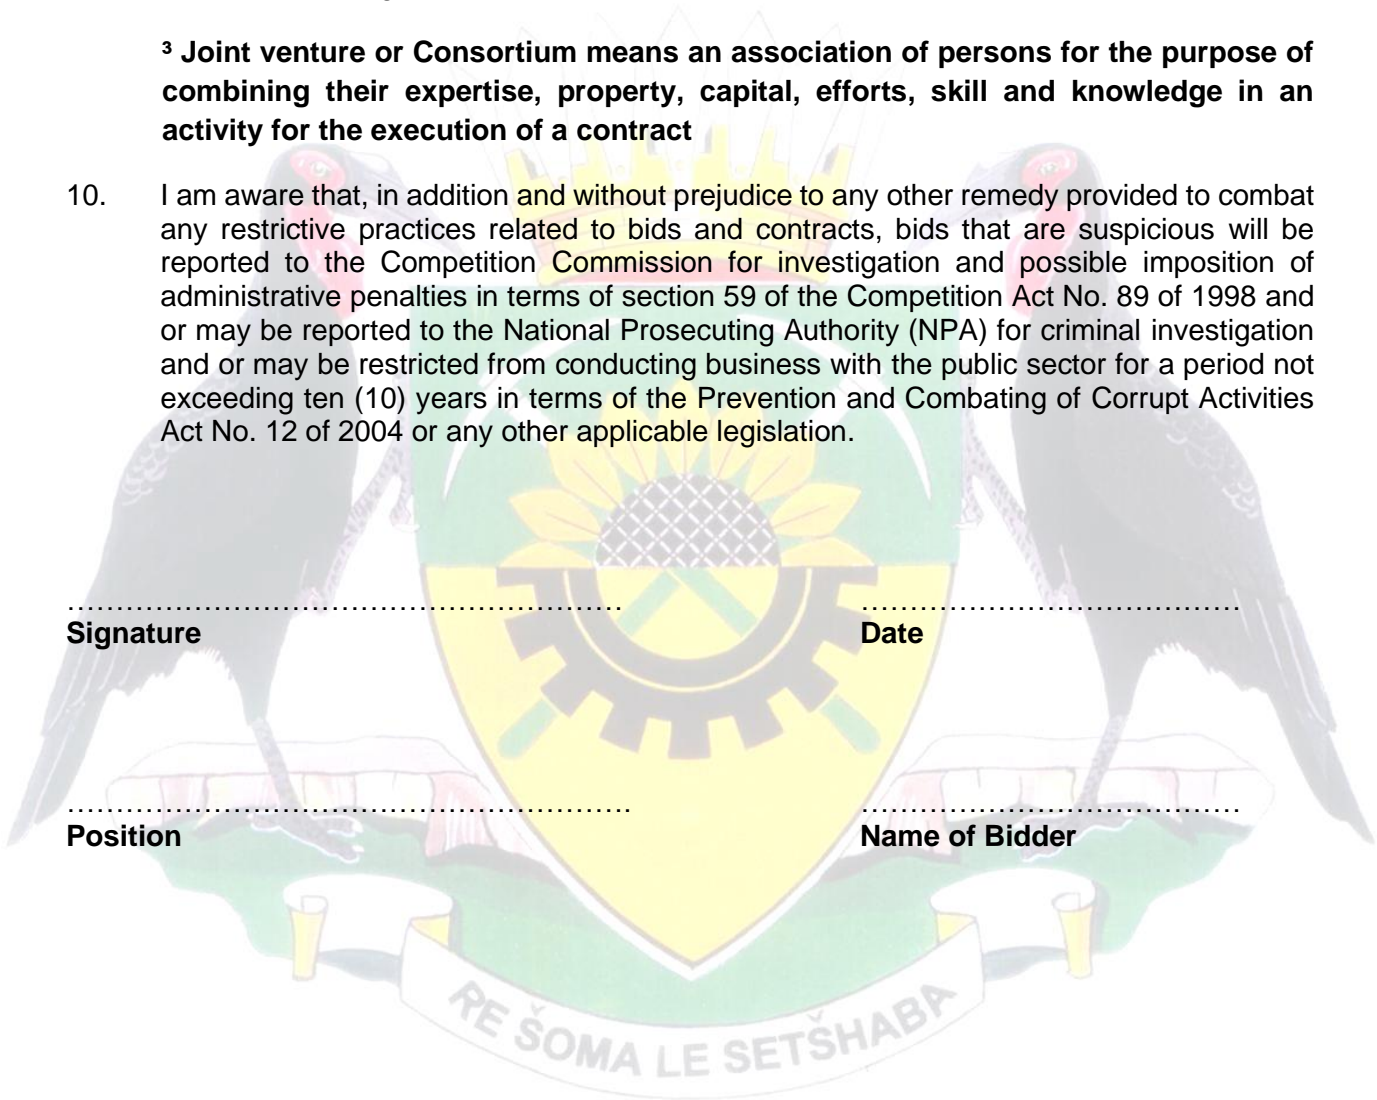 ³ Joint venture or Consortium means an association of persons for the purpose of
combining their expertise, property, capital, efforts, skill and knowledge in an
activity for the execution of a contract
10. I am aware that, in addition and without prejudice to any other remedy provided to combat
any restrictive practices related to bids and contracts, bids that are suspicious will be
reported to the Competition Commission for investigation and possible imposition of
administrative penalties in terms of section 59 of the Competition Act No. 89 of 1998 and
or may be reported to the National Prosecuting Authority (NPA) for criminal investigation
and or may be restricted from conducting business with the public sector for a period not
exceeding ten (10) years in terms of the Prevention and Combating of Corrupt Activities
Act No. 12 of 2004 or any other applicable legislation.
………………………………………………… …………………………………
Signature Date
…………………………………………………. …………………………………
Position Name of Bidder
RE ŠOMA LE SETŠHABA